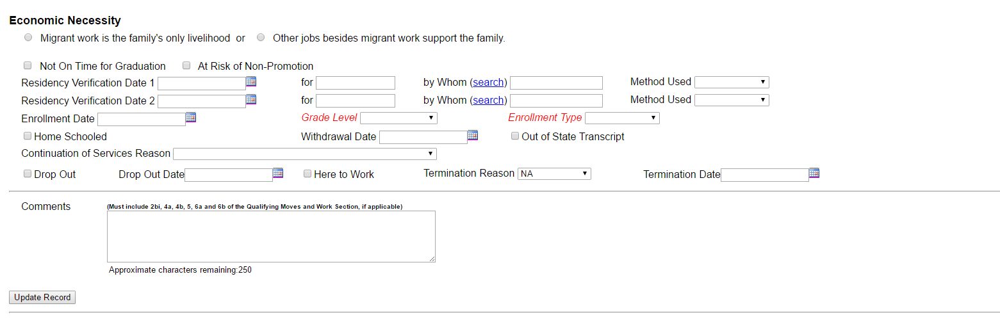 Economic Necessity
Migrant work is the family's only livelihood or Other jobs besides migrant work support the family.
Not On Time for Graduation At Risk of Non-Promotion
Residency Verification Date 1 for by Whom (search) Method Used
Residency Verification Date 2 for by Whom (search) Method Used
Enrollment Date Grade Level Enrollment Type
Home Schooled Withdrawal Date Out of State Transcript
Continuation of Services Reason
Drop Out Drop Out Date Here to Work Termination Reason NA Termination Date
Comments (Must include 2bi, 4a, 4b, 5, 6a and 6b of the Qualifying Moves and Work Section, if applicable)
Approximate characters remaining:250
Update Record